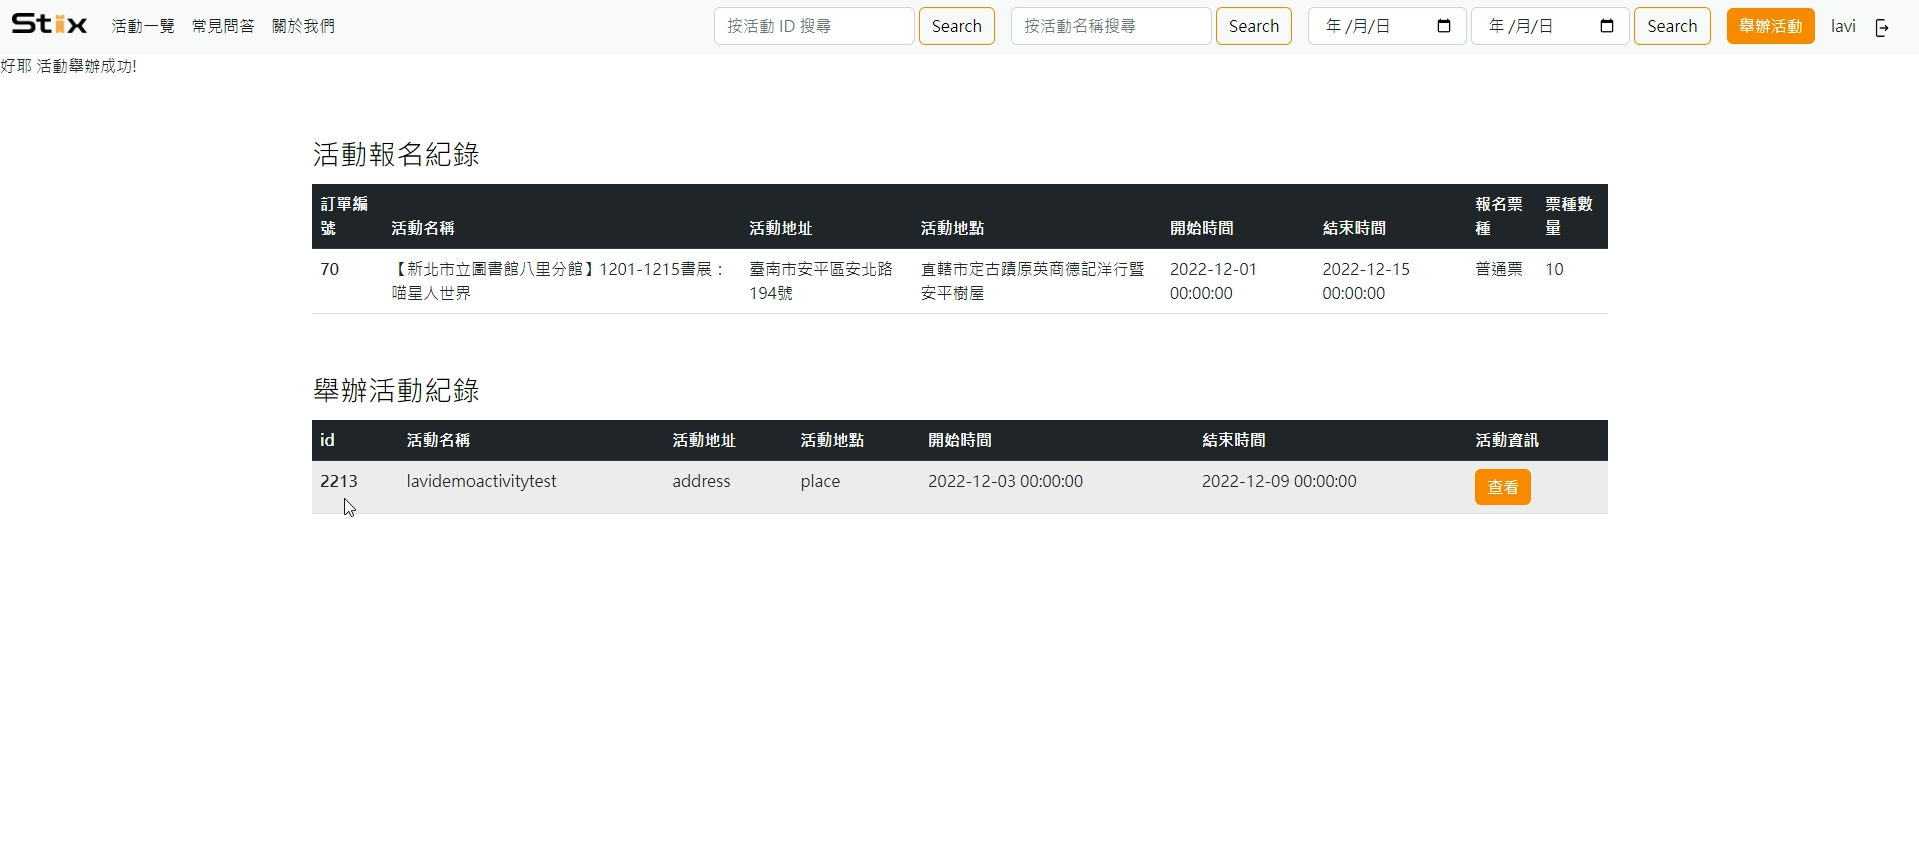 Stix 活動一覽 常見問答 關於我們 按活動 ID 搜尋 Search 按活動名稱搜尋 Search 年 /月/日 年 /月/日 Search 舉辦活動 lavi
好耶 活動舉辦成功!
活動報名紀錄
訂單編號 活動名稱 活動地址 活動地點 開始時間 結束時間 報名票種 票種數量
70 【新北市立圖書館八里分館】1201-1215書展： 臺南市安平區安北路 直轄市定古蹟原英商德記洋行暨 2022-12-01 2022-12-15 普通票 10
喵星人世界 194號 安平樹屋 00:00:00 00:00:00
舉辦活動紀錄
id 活動名稱 活動地址 活動地點 開始時間 結束時間 活動資訊
2213 lavidemoactivitytest address place 2022-12-03 00:00:00 2022-12-09 00:00:00 查看